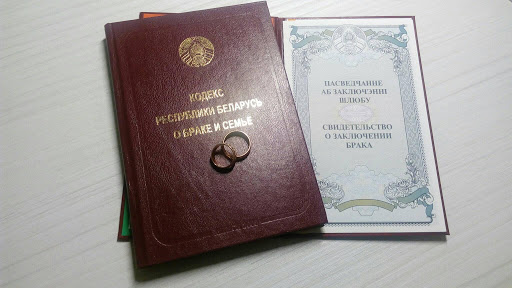 КОДЕКС
РЕСПУБЛИКИ БЕЛАРУСЬ
О БРАКЕ И СЕМЬЕ
ПАСВЕДЧАННЕ
АБ ЗАКЛЮЧЭННІ
ШЛЮБУ
СВИДЕТЕЛЬСТВО
О ЗАКЛЮЧЕНИИ
БРАКА